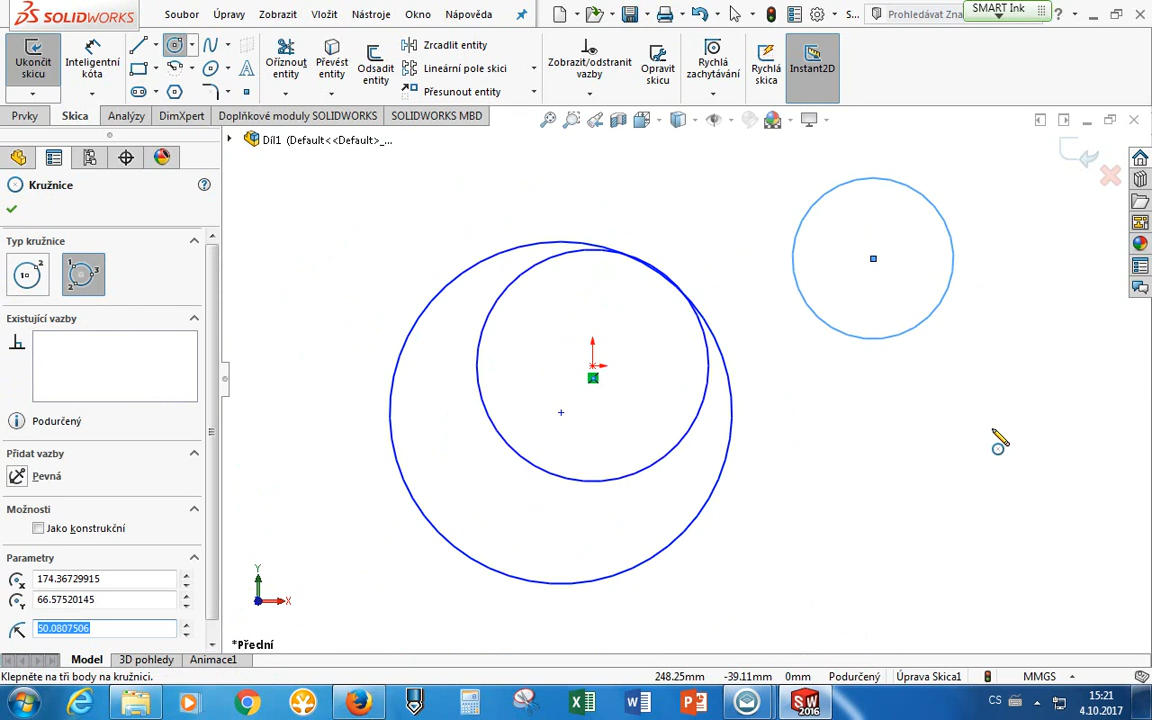 SOLIDWORKS
Soubor Úpravy Zobrazit Vložit Nástroje Okno Nápověda
S...
Prohledávat Zna
SMART Ink
?
Ukončit skicu
Inteligentní kóta
Oříznout entity
Převést entity
Odsadit entity
Zrcadlit entity
Lineární pole skici
Přesunout entity
Zobrazit/odstranit vazby
Opravit skicu
Rychlá zachytávání
Rychlá skica
Instant2D
Prvky Skica Analýzy DimXpert Doplňkové moduly SOLIDWORKS SOLIDWORKS MBD
Díl1 (Default<<Default>_...
Kružnice
?
Typ kružnice
Existující vazby
Podurčený
Přidat vazby
Pevná
Možnosti
Jako konstrukční
Parametry
174.36729915
66.57520145
50.0807506
Y
X
*Přední
Model 3D pohledy Animace1
Klepněte na tři body na kružnici.
248.25mm -39.11mm 0mm Podurčený Úprava Skica1 MMGS
CS
15:21
4.10.2017
SW
2016